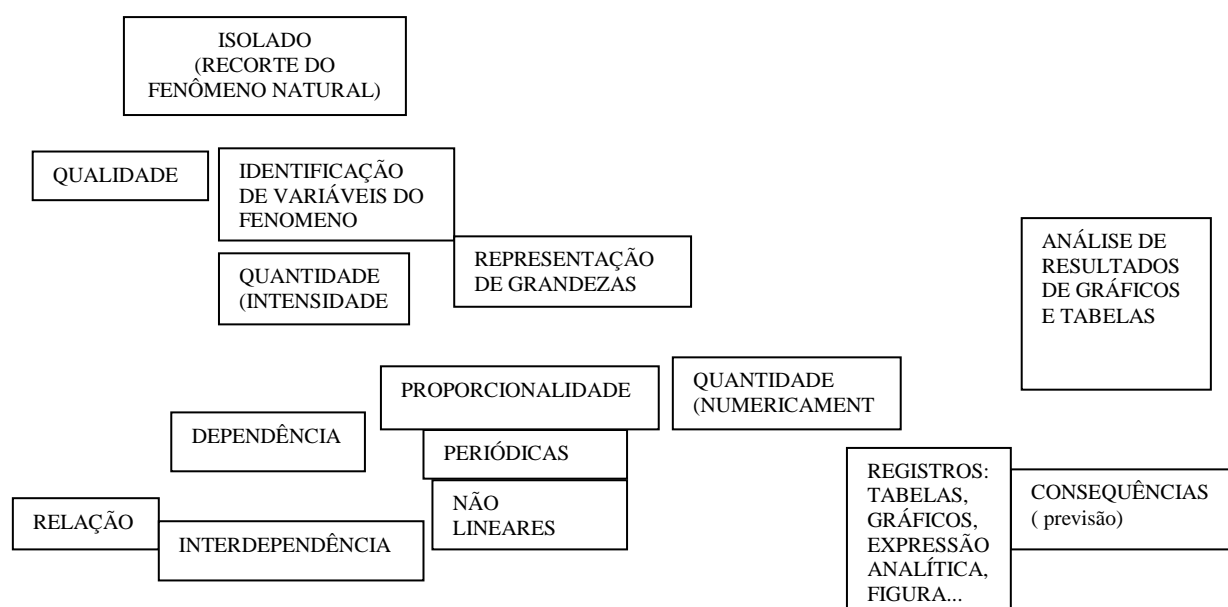 ISOLADO
(RECORTE DO
FENÔMENO NATURAL)
QUALIDADE
IDENTIFICAÇÃO
DE VARIÁVEIS DO
FENOMENO
QUANTIDADE
(INTENSIDADE
REPRESENTAÇÃO
DE GRANDEZAS
ANÁLISE DE
RESULTADOS
DE GRÁFICOS
E TABELAS
PROPORCIONALIDADE
QUANTIDADE
(NUMERICAMENT
DEPENDÊNCIA
PERIÓDICAS
NÃO
LINEARES
RELAÇÃO
INTERDEPENDÊNCIA
REGISTROS:
TABELAS,
GRÁFICOS,
EXPRESSÃO
ANALÍTICA,
FIGURA...
CONSEQUÊNCIAS
( previsão)